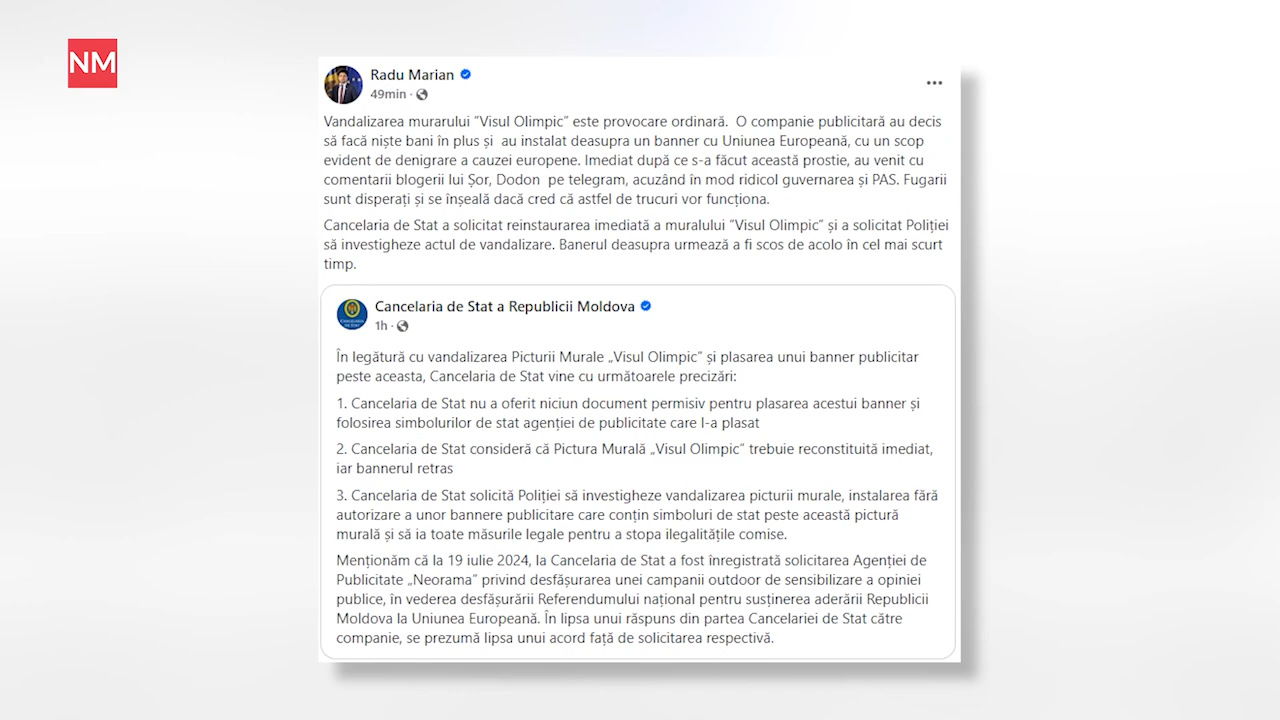 NM
Radu Marian
49min ·
Vandalizarea murarului ”Visul Olimpic” este provocare ordinară. O companie publicitară au decis
să facă niște bani în plus și au instalat deasupra un banner cu Uniunea Europeană, cu un scop
evident de denigrare a cauzei europene. Imediat după ce s-a făcut această prostie, au venit cu
comentarii blogerii lui Șor, Dodon pe telegram, acuzând în mod ridicol guvernarea și PAS. Fugarii
sunt disperați și se înșeală dacă cred că astfel de trucuri vor funcționa.
Cancelaria de Stat a solicitat reinstaurarea imediată a muralului ”Visul Olimpic” și a solicitat Poliției
să investigheze actul de vandalizare. Banerul deasupra urmează a fi scos de acolo în cel mai scurt
timp.
CANCELARIA
DE STAT
Cancelaria de Stat a Republicii Moldova
1h ·
În legătură cu vandalizarea Picturii Murale „Visul Olimpic” și plasarea unui banner publicitar
peste aceasta, Cancelaria de Stat vine cu următoarele precizări:
1. Cancelaria de Stat nu a oferit niciun document permisiv pentru plasarea acestui banner și
folosirea simbolurilor de stat agenției de publicitate care l-a plasat
2. Cancelaria de Stat consideră că Pictura Murală „Visul Olimpic” trebuie reconstituită imediat,
iar bannerul retras
3. Cancelaria de Stat solicită Poliției să investigheze vandalizarea picturii murale, instalarea fără
autorizare a unor bannere publicitare care conțin simboluri de stat peste această pictură
murală și să ia toate măsurile legale pentru a stopa ilegalitățile comise.
Menționăm că la 19 iulie 2024, la Cancelaria de Stat a fost înregistrată solicitarea Agenției de
Publicitate „Neorama” privind desfășurarea unei campanii outdoor de sensibilizare a opiniei
publice, în vederea desfășurării Referendumului național pentru susținerea aderării Republicii
Moldova la Uniunea Europeană. În lipsa unui răspuns din partea Cancelariei de Stat către
companie, se prezumă lipsa unui acord față de solicitarea respectivă.